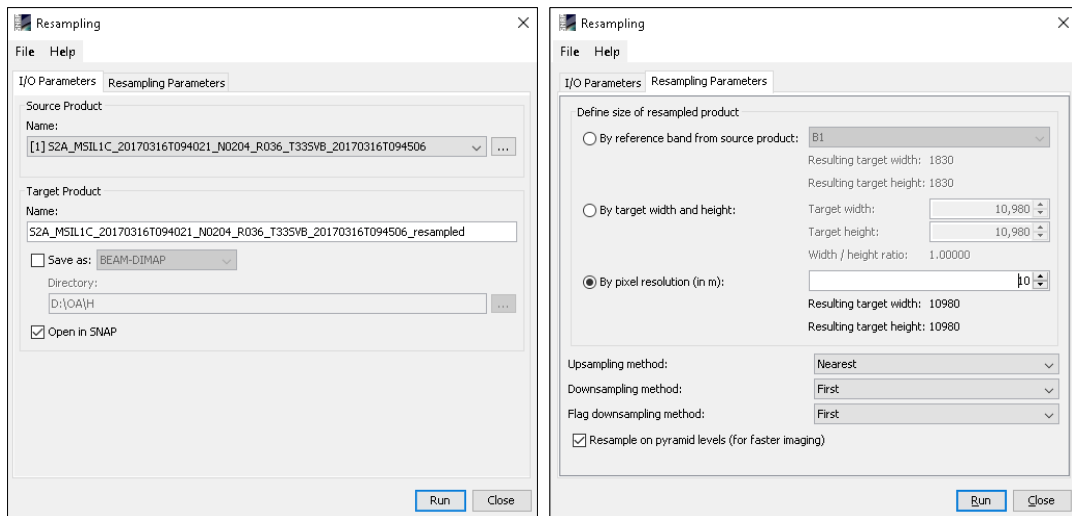 Resampling
File Help
I/O Parameters Resampling Parameters
Source Product
Name:
[1] S2A_MSIL1C_20170316T094021_N0204_R036_T33SVB_20170316T094506 ...
Target Product
Name:
S2A_MSIL1C_20170316T094021_N0204_R036_T33SVB_20170316T094506_resampled
Save as: BEAM-DIMAP
Directory:
D:\OA\H ...
Open in SNAP
Run Close
Resampling
File Help
I/O Parameters Resampling Parameters
Define size of resampled product
By reference band from source product: B1
Resulting target width: 1830
Resulting target height: 1830
By target width and height: Target width: 10,980
Target height: 10,980
Width / height ratio: 1.00000
By pixel resolution (in m): 10
Resulting target width: 10980
Resulting target height: 10980
Upsampling method: Nearest
Downsampling method: First
Flag downsampling method: First
Resample on pyramid levels (for faster imaging)
Run Close